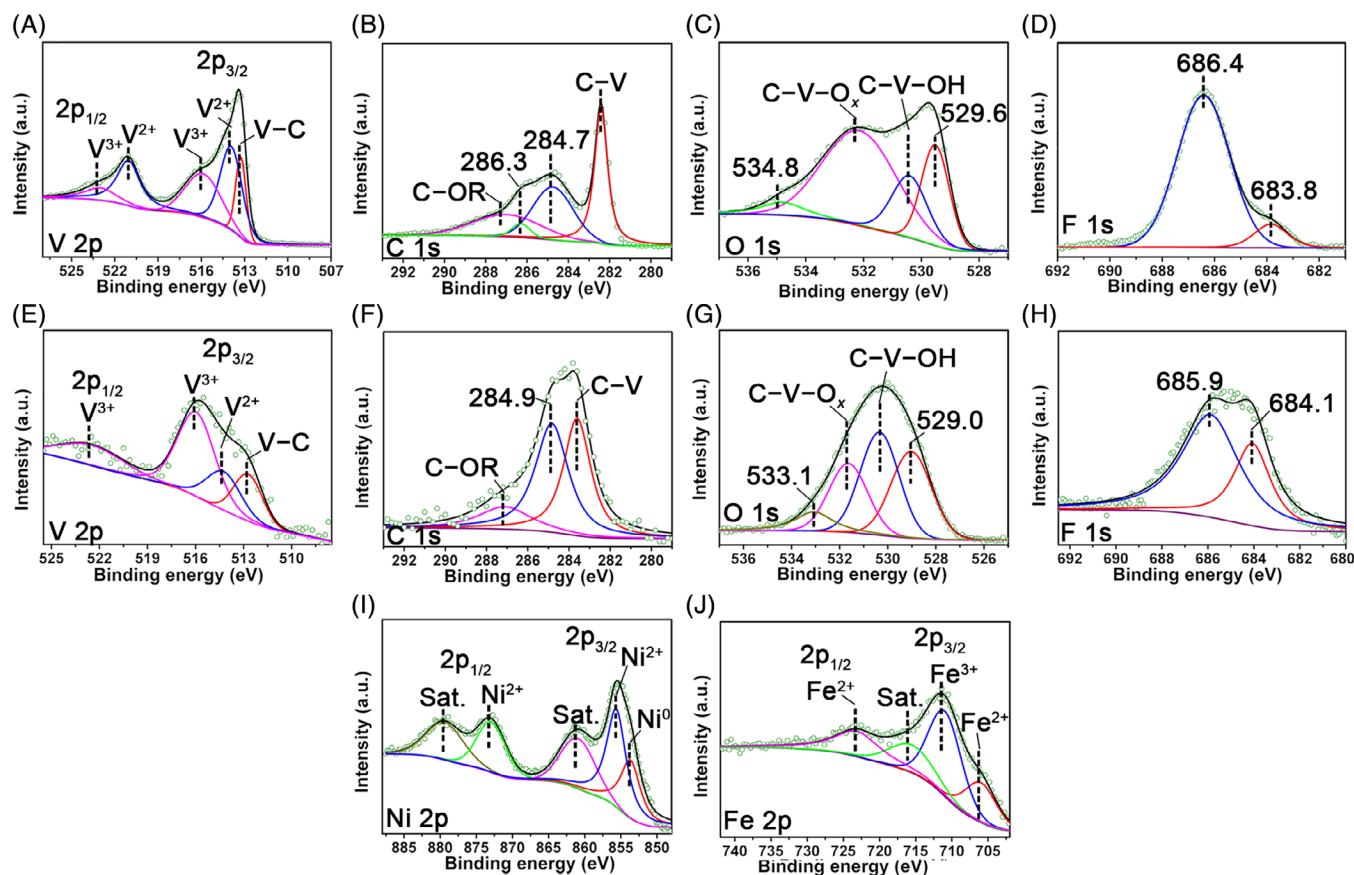 (A)
2p3/2
2p1/2
V3+
V2+
V3+
V2+
V–C
V 2p
Intensity (a.u.)
525 522 519 516 513 510 507
Binding energy (eV)
(B)
C–V
286.3
284.7
C–OR
C 1s
Intensity (a.u.)
292 290 288 286 284 282 280
Binding energy (eV)
(C)
C–V–OH
C–V–Ox
529.6
534.8
O 1s
Intensity (a.u.)
536 534 532 530 528
Binding energy (eV)
(D)
686.4
683.8
F 1s
Intensity (a.u.)
692 690 688 686 684 682
Binding energy (eV)
(E)
2p3/2
2p1/2
V3+
V3+
V2+
V–C
V 2p
Intensity (a.u.)
525 522 519 516 513 510
Binding energy (eV)
(F)
C–V
284.9
C–OR
C 1s
Intensity (a.u.)
292 290 288 286 284 282 280
Binding energy (eV)
(G)
C–V–OH
C–V–Ox
529.0
533.1
O 1s
Intensity (a.u.)
536 534 532 530 528 526
Binding energy (eV)
(H)
685.9
684.1
F 1s
Intensity (a.u.)
692 690 688 686 684 682 680
Binding energy (eV)
(I)
2p3/2
2p1/2
Ni2+
Sat.
Ni2+
Sat.
Ni0
Ni 2p
Intensity (a.u.)
885 880 875 870 865 860 855 850
Binding energy (eV)
(J)
2p3/2
2p1/2
Fe3+
Fe2+
Sat.
Fe2+
Fe 2p
Intensity (a.u.)
740 735 730 725 720 715 710 705
Binding energy (eV)